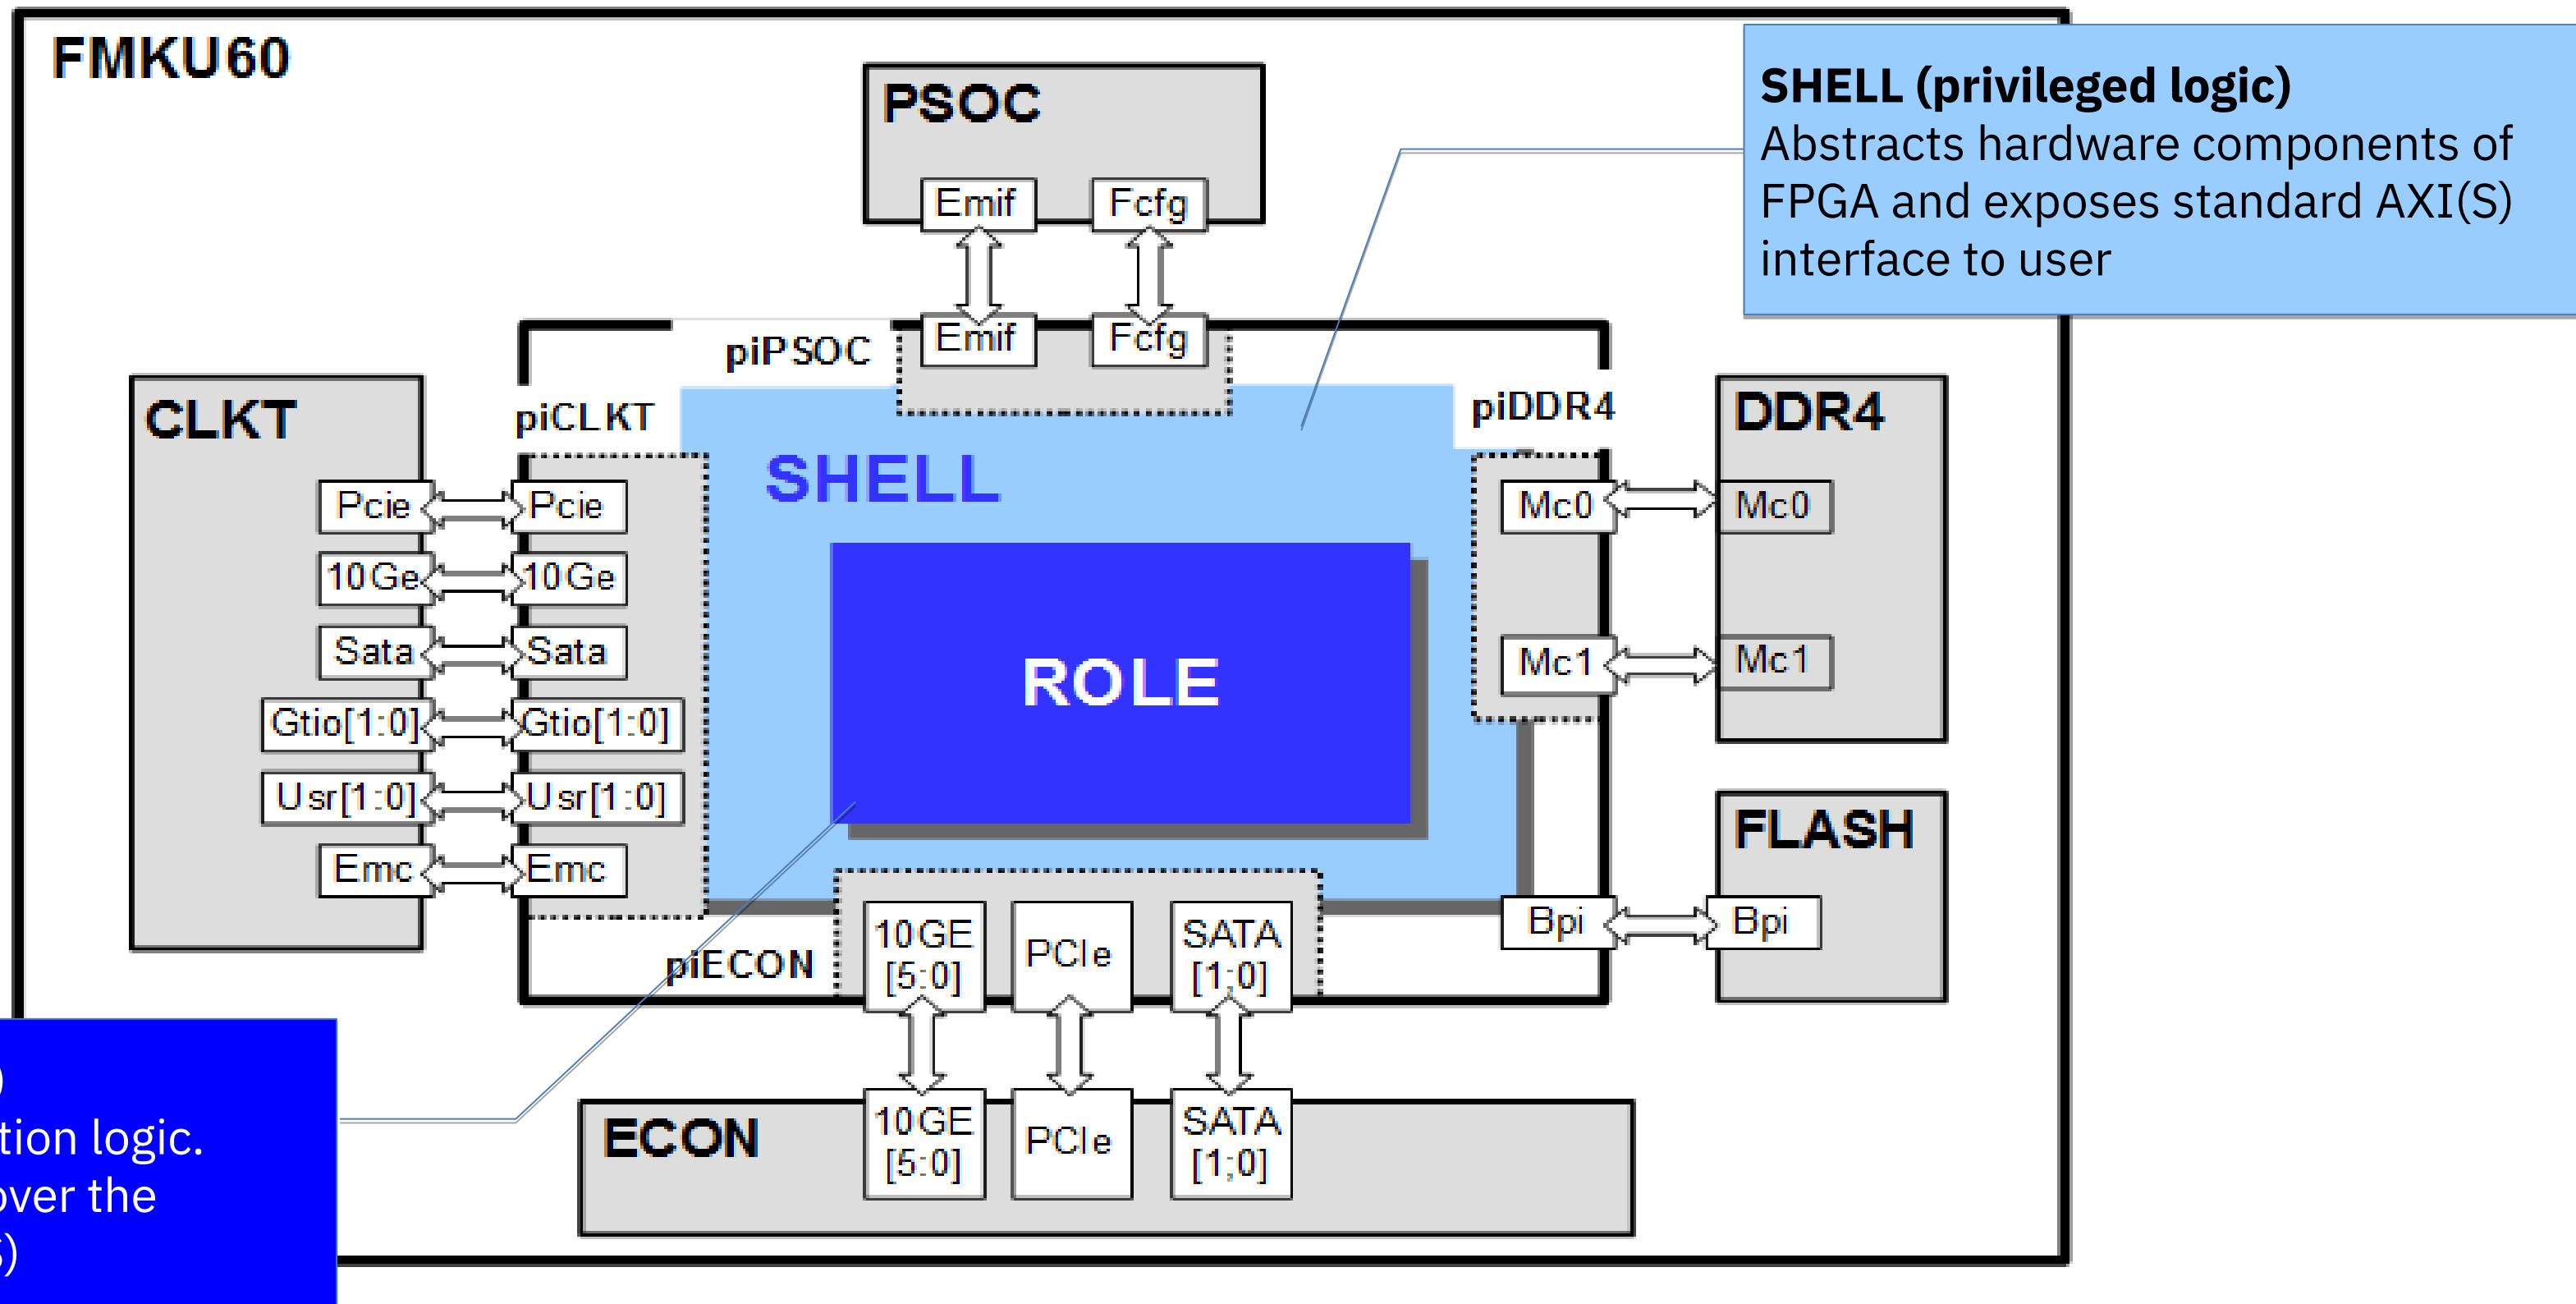 FMKU60
SHELL (privileged logic)
Abstracts hardware components of
FPGA and exposes standard AXI(S)
interface to user
PSOC
Emif
Fcfg
Emif
Fcfg
piPSOC
piCLKT
piDDR4
CLKT
Pcie
Pcie
10Ge
10Ge
Sata
Sata
Gtio[1:0]
Gtio[1:0]
Usr[1:0]
Usr[1:0]
Emc
Emc
SHELL
ROLE
DDR4
Mc0
Mc0
Mc1
Mc1
FLASH
Bpi
Bpi
piECON
10GE
[5:0]
PCIe
SATA
[1;0]
ECON
10GE
[5:0]
PCIe
SATA
[1;0]
)
tion logic.
over the
)